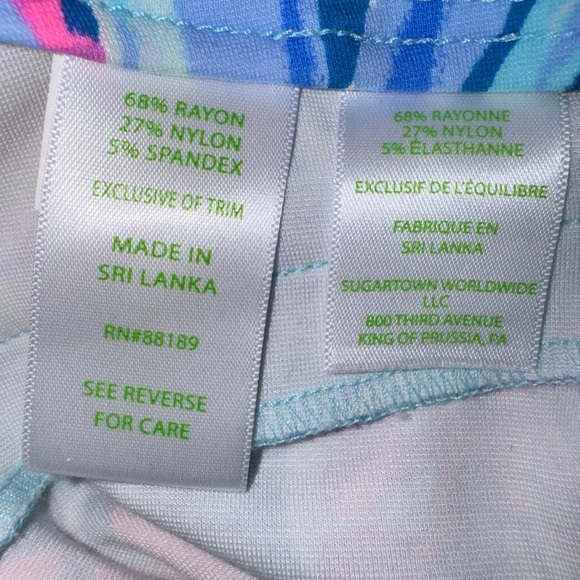 68% RAYON
27% NYLON
5% SPANDEX
EXCLUSIVE OF TRIM
MADE IN
SRI LANKA
RN#88189
SEE REVERSE
FOR CARE
68% RAYONNE
27% NYLON
5% ÉLASTHANNE
EXCLUSIF DE L'ÉQUILIBRE
FABRIQUE EN
SRI LANKA
SUGARTOWN WORLDWIDE
LLC
800 THIRD AVENUE
KING OF PRUSSIA, PA